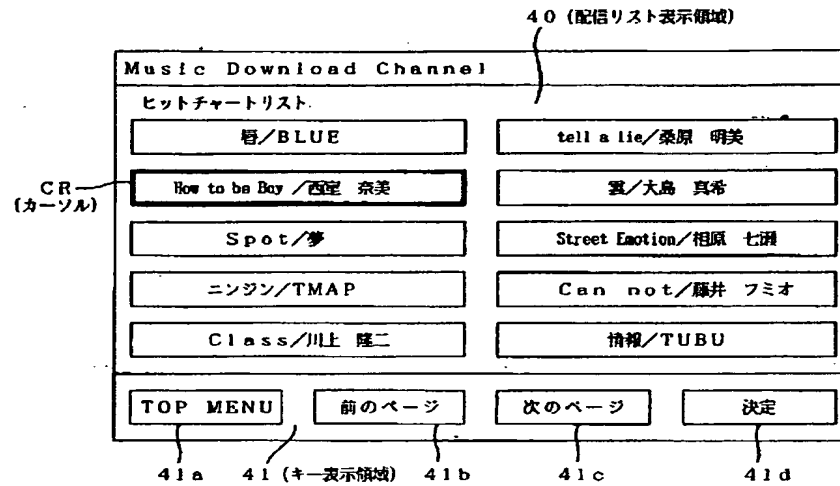 40 (配信リスト表示領域)
Music Download Channel
ヒットチャートリスト
唇/BLUE
tell a lie/桑原 明美
CR
(カーソル)
How to be Boy /西室 奈美
雲/大島 真希
Spot/夢
Street Emotion/相原 七瀬
ニンジン/TMAP
Can not/藤井 フミオ
Class/川上 隆二
情報/TUBU
TOP MENU
前のページ
次のページ
決定
41a 41 (キー表示領域) 41b 41c 41d